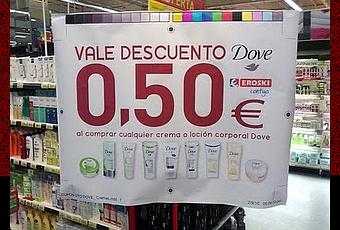 VALE DESCUENTO Dove
0,50 €
EROSKI
contigo
al comprar cualquier crema o loción corporal Dove